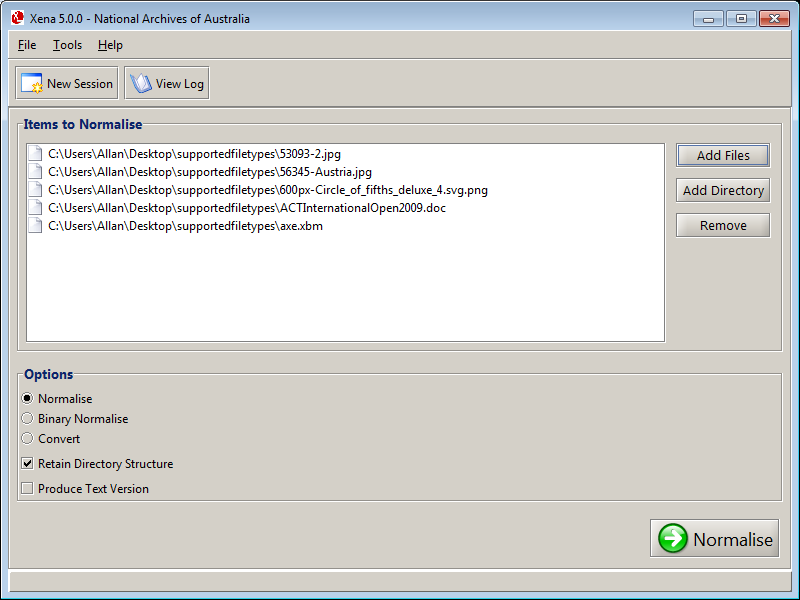 Xena 5.0.0 - National Archives of Australia
File Tools Help
New Session View Log
Items to Normalise
C:\Users\Allan\Desktop\supportedfiletypes\53093-2.jpg
C:\Users\Allan\Desktop\supportedfiletypes\56345-Austria.jpg
C:\Users\Allan\Desktop\supportedfiletypes\600px-Circle_of_fifths_deluxe_4.svg.png
C:\Users\Allan\Desktop\supportedfiletypes\ACTInternationalOpen2009.doc
C:\Users\Allan\Desktop\supportedfiletypes\axe.xbm
Add Files
Add Directory
Remove
Options
Normalise
Binary Normalise
Convert
Retain Directory Structure
Produce Text Version
Normalise